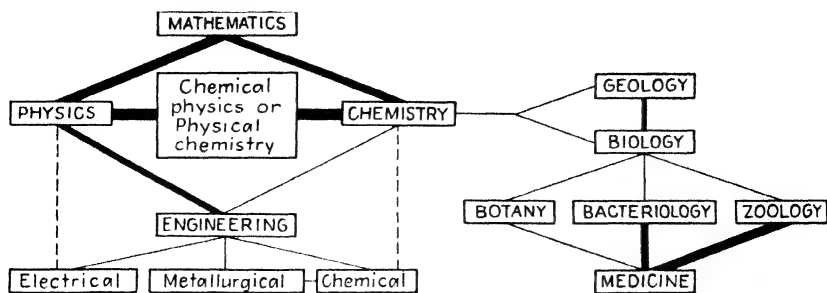 MATHEMATICS
Chemical
physics or
Physical
chemistry
PHYSICS
CHEMISTRY
GEOLOGY
BIOLOGY
ENGINEERING
BOTANY
BACTERIOLOGY
ZOOLOGY
Electrical
Metallurgical
Chemical
MEDICINE